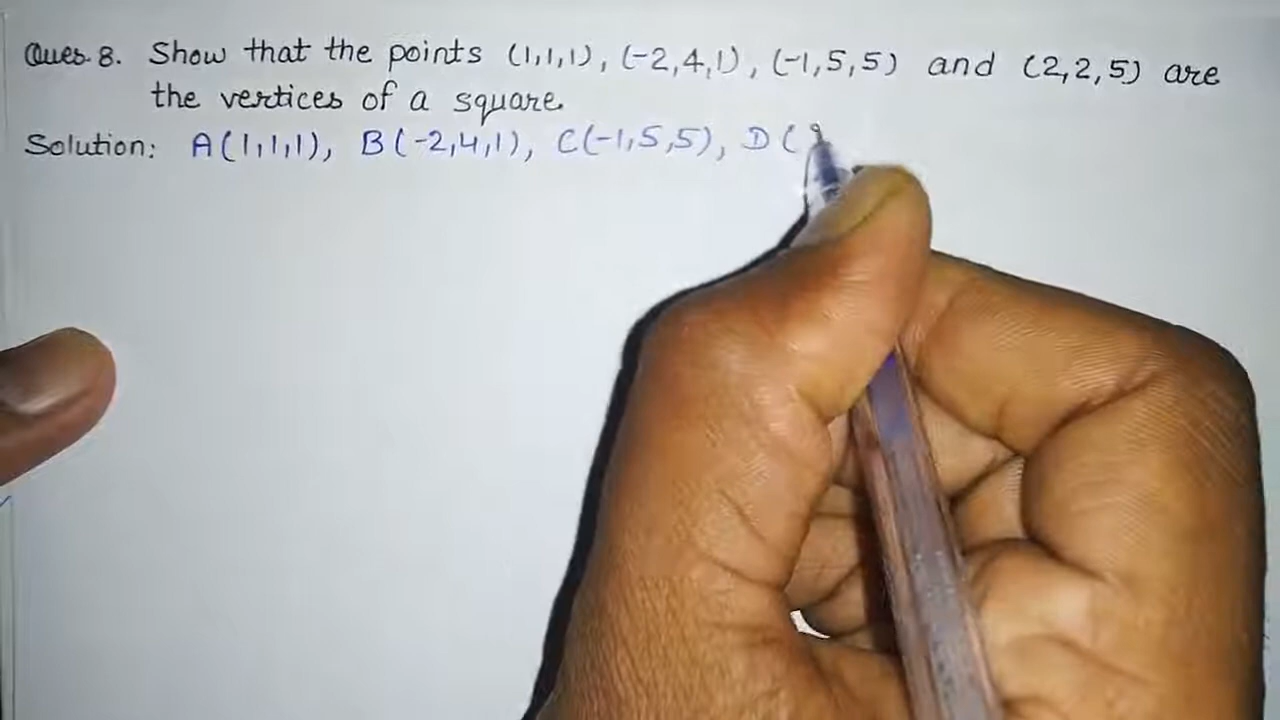 Ques. 8. Show that the points (1,1,1), (-2,4,1), (-1,5,5) and (2,2,5) are
the vertices of a square.
Solution: A(1,1,1), B(-2,4,1), C(-1,5,5), D(